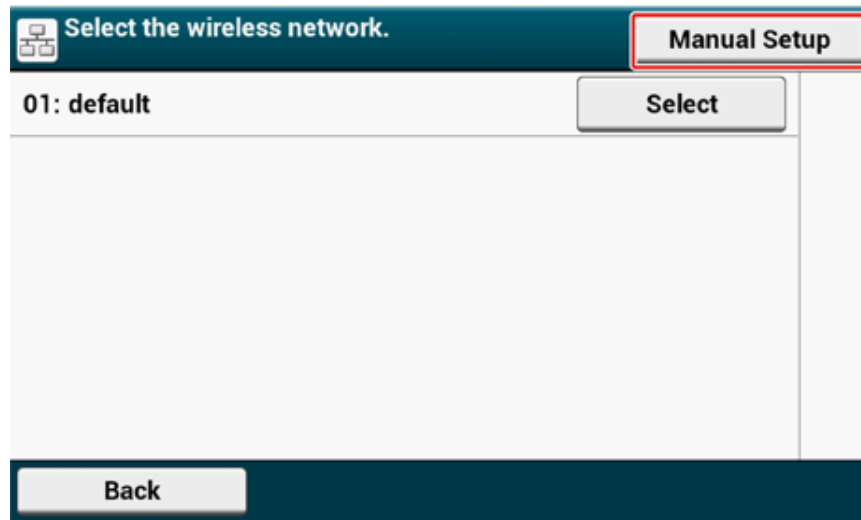 Select the wireless network.
Manual Setup
01: default
Select
Back